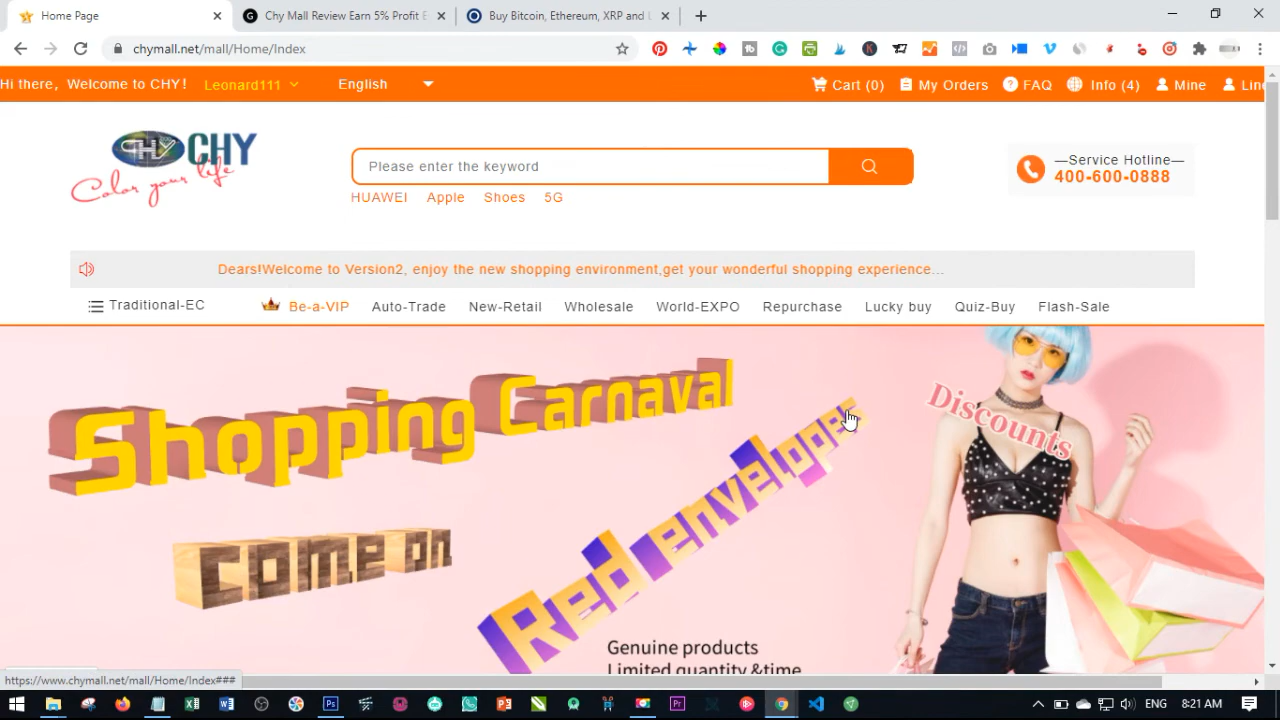 Home Page
Chy Mall Review Earn 5% Profit E
Buy Bitcoin, Ethereum, XRP and
chymall.net/mall/Home/Index
Hi there, Welcome to CHY!
Leonard111
English
Cart (0)
My Orders
FAQ
Info (4)
Mine
Lin
CHY CHY
Color your life
Please enter the keyword
HUAWEI Apple Shoes 5G
—Service Hotline—
400-600-0888
Dears!Welcome to Version2, enjoy the new shopping environment,get your wonderful shopping experience...
Traditional-EC
Be-a-VIP
Auto-Trade
New-Retail
Wholesale
World-EXPO
Repurchase
Lucky buy
Quiz-Buy
Flash-Sale
Shopping Carnaval
Discounts
come on
Red envelopes
Genuine products
Limited quantity &time
https://www.chymall.net/mall/Home/Index###
ENG
8:21 AM